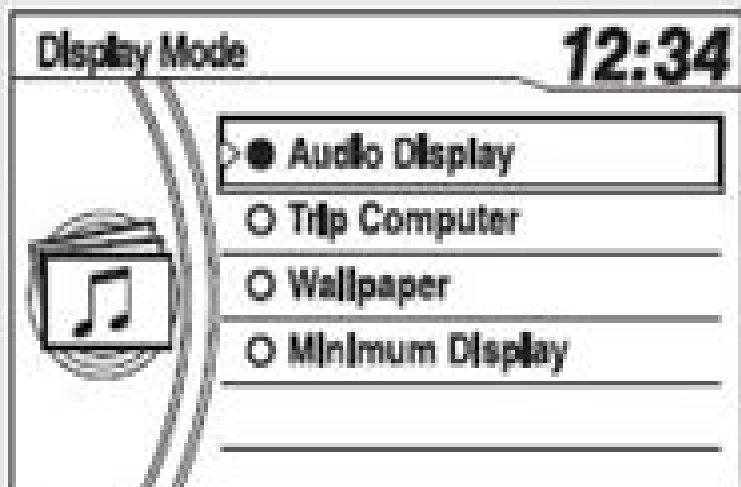 Display Mode
12:34
Audio Display
Trip Computer
Wallpaper
Minimum Display